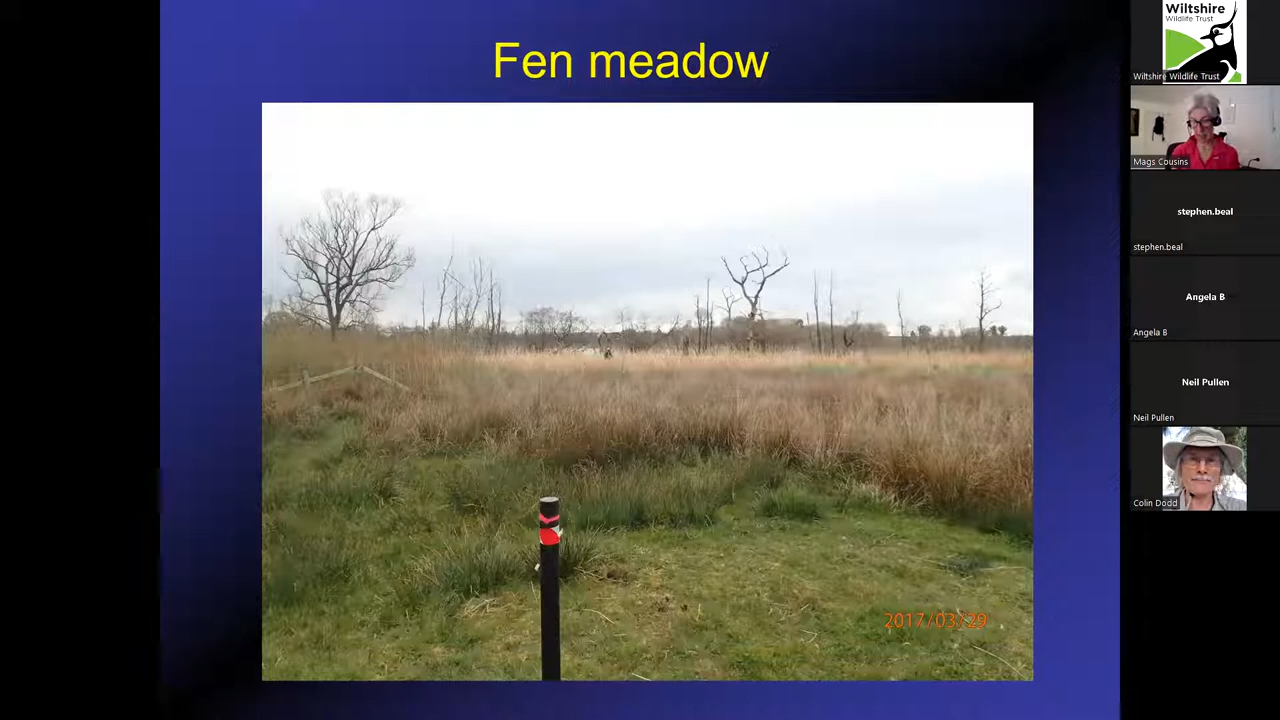 Fen meadow
2017/03/29
Wiltshire
Wildlife Trust
Wiltshire Wildlife Trust
Mags Cousins
stephen.beal
stephen.beal
Angela B
Angela B
Neil Pullen
Neil Pullen
Colin Dodd